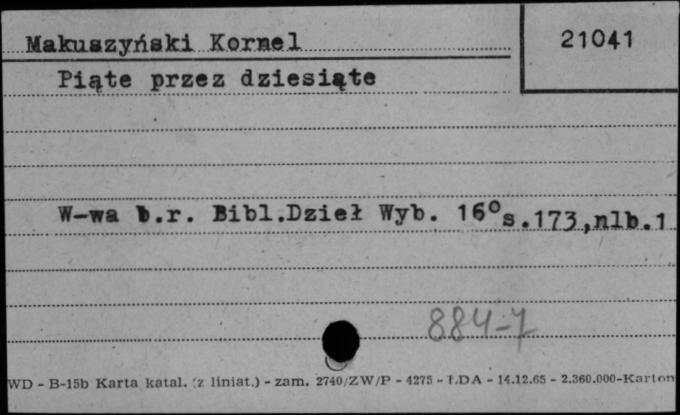 Makuszyński Kornel
21041
Piąte przez dziesiąte
W-wa b.r. Bibl.Dzieł Wyb. 16° s.173,nlb.1
884-7
WD - B-15b Karta katal. (z liniat.) - zam. 2740/ZW/P - 4275 - ŁDA - 14.12.65 - 2.360.000-Karton